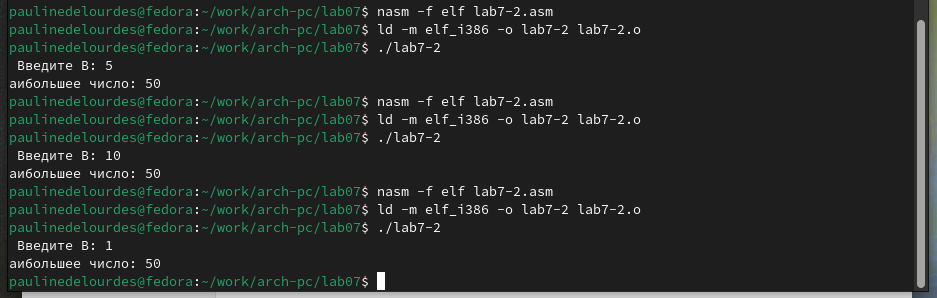 paulinedelourdes@fedora:~/work/arch-pc/lab07$ nasm -f elf lab7-2.asm
paulinedelourdes@fedora:~/work/arch-pc/lab07$ ld -m elf_i386 -o lab7-2 lab7-2.o
paulinedelourdes@fedora:~/work/arch-pc/lab07$ ./lab7-2
Введите B: 5
аибольшее число: 50
paulinedelourdes@fedora:~/work/arch-pc/lab07$ nasm -f elf lab7-2.asm
paulinedelourdes@fedora:~/work/arch-pc/lab07$ ld -m elf_i386 -o lab7-2 lab7-2.o
paulinedelourdes@fedora:~/work/arch-pc/lab07$ ./lab7-2
Введите B: 10
аибольшее число: 50
paulinedelourdes@fedora:~/work/arch-pc/lab07$ nasm -f elf lab7-2.asm
paulinedelourdes@fedora:~/work/arch-pc/lab07$ ld -m elf_i386 -o lab7-2 lab7-2.o
paulinedelourdes@fedora:~/work/arch-pc/lab07$ ./lab7-2
Введите B: 1
аибольшее число: 50
paulinedelourdes@fedora:~/work/arch-pc/lab07$